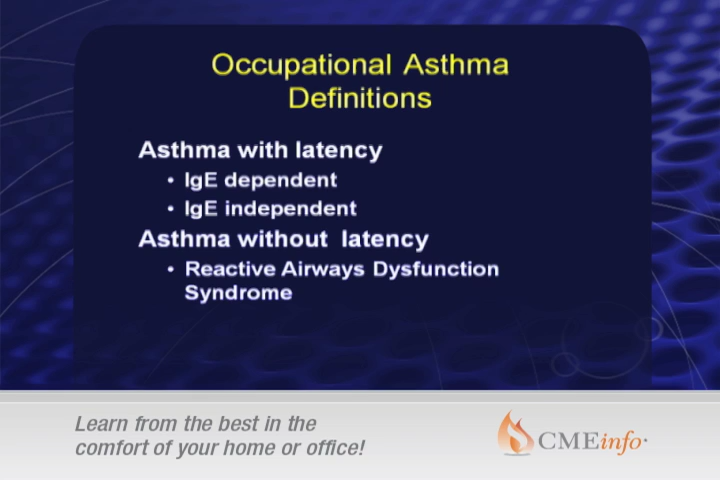 Occupational Asthma
Definitions
Asthma with latency
• IgE dependent
• IgE independent
Asthma without latency
• Reactive Airways Dysfunction
Syndrome
Learn from the best in the
comfort of your home or office!
CMEinfo